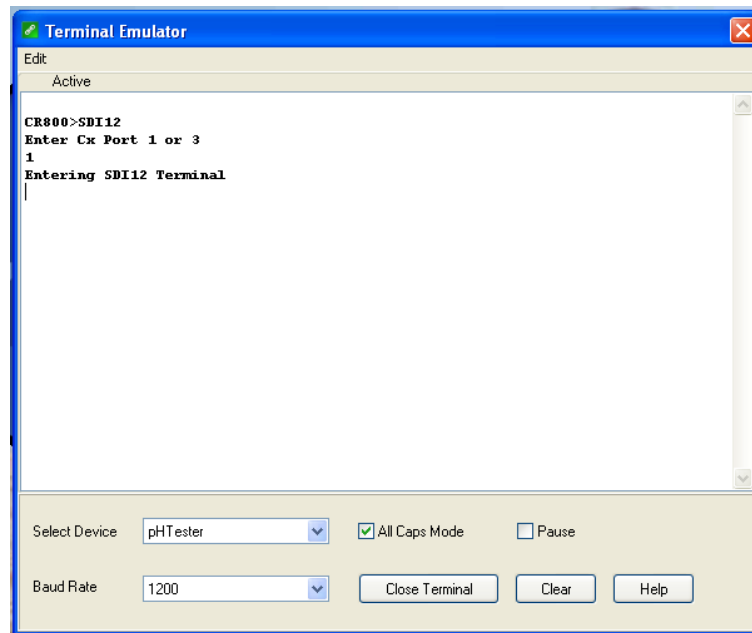 Terminal Emulator
Edit
Active
CR800>SDI12
Enter Cx Port 1 or 3
1
Entering SDI12 Terminal
Select Device pHTester All Caps Mode Pause
Baud Rate 1200 Close Terminal Clear Help